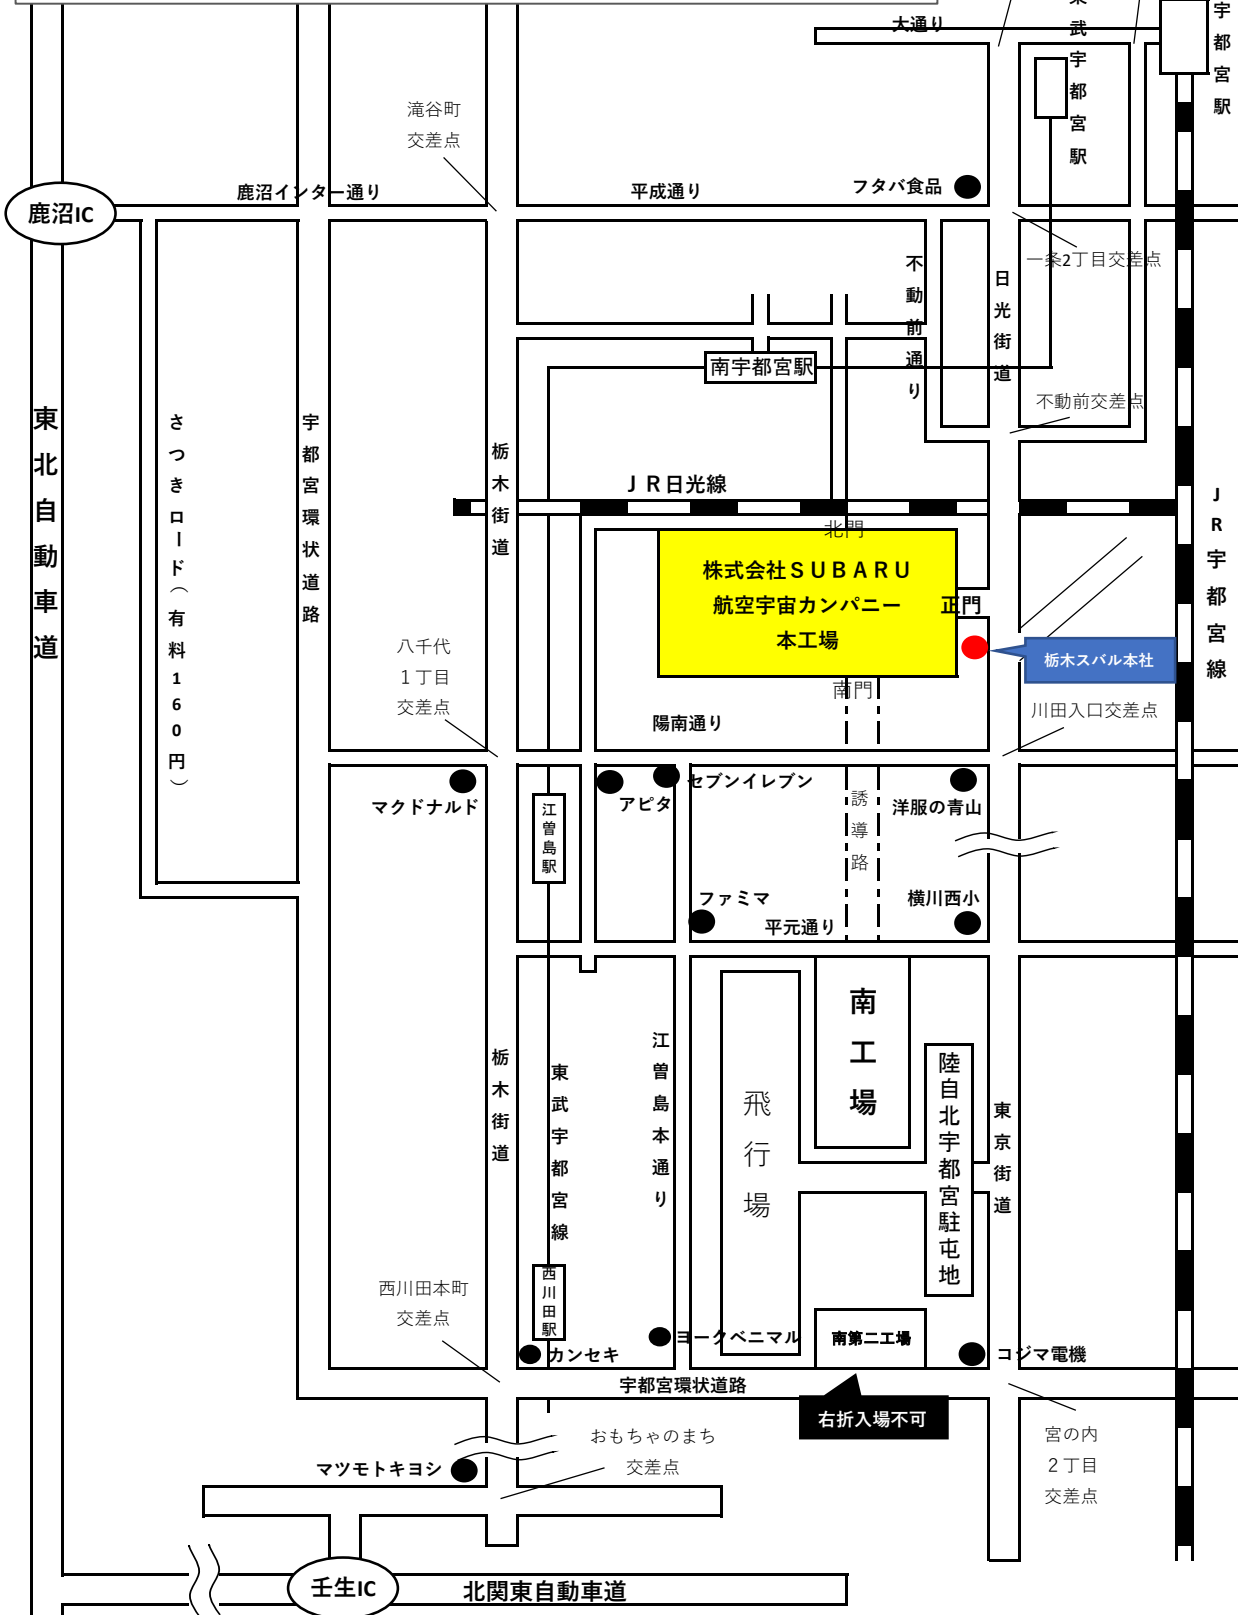 大通り
東武宇都宮駅
宇都宮駅
滝谷町
交差点
鹿沼インター通り
平成通り
フタバ食品
鹿沼IC
一条2丁目交差点
不動前通り
日光街道
南宇都宮駅
不動前交差点
東北自動車道
さつきロード（有料160円）
宇都宮環状道路
栃木街道
ＪＲ日光線
JR宇都宮線
北門
株式会社ＳＵＢＡＲＵ
航空宇宙カンパニー
本工場
正門
栃木スバル本社
八千代
１丁目
交差点
南門
陽南通り
川田入口交差点
マクドナルド
江曽島駅
アピタ
セブンイレブン
誘導路
洋服の青山
ファミマ
平元通り
横川西小
栃木街道
東武宇都宮線
江曽島本通り
飛行場
南工場
陸自北宇都宮駐屯地
東京街道
西川田本町
交差点
西川田駅
カンセキ
ヨークベニマル
南第二工場
コジマ電機
宇都宮環状道路
右折入場不可
おもちゃのまち
交差点
マツモトキヨシ
宮の内
２丁目
交差点
壬生IC
北関東自動車道